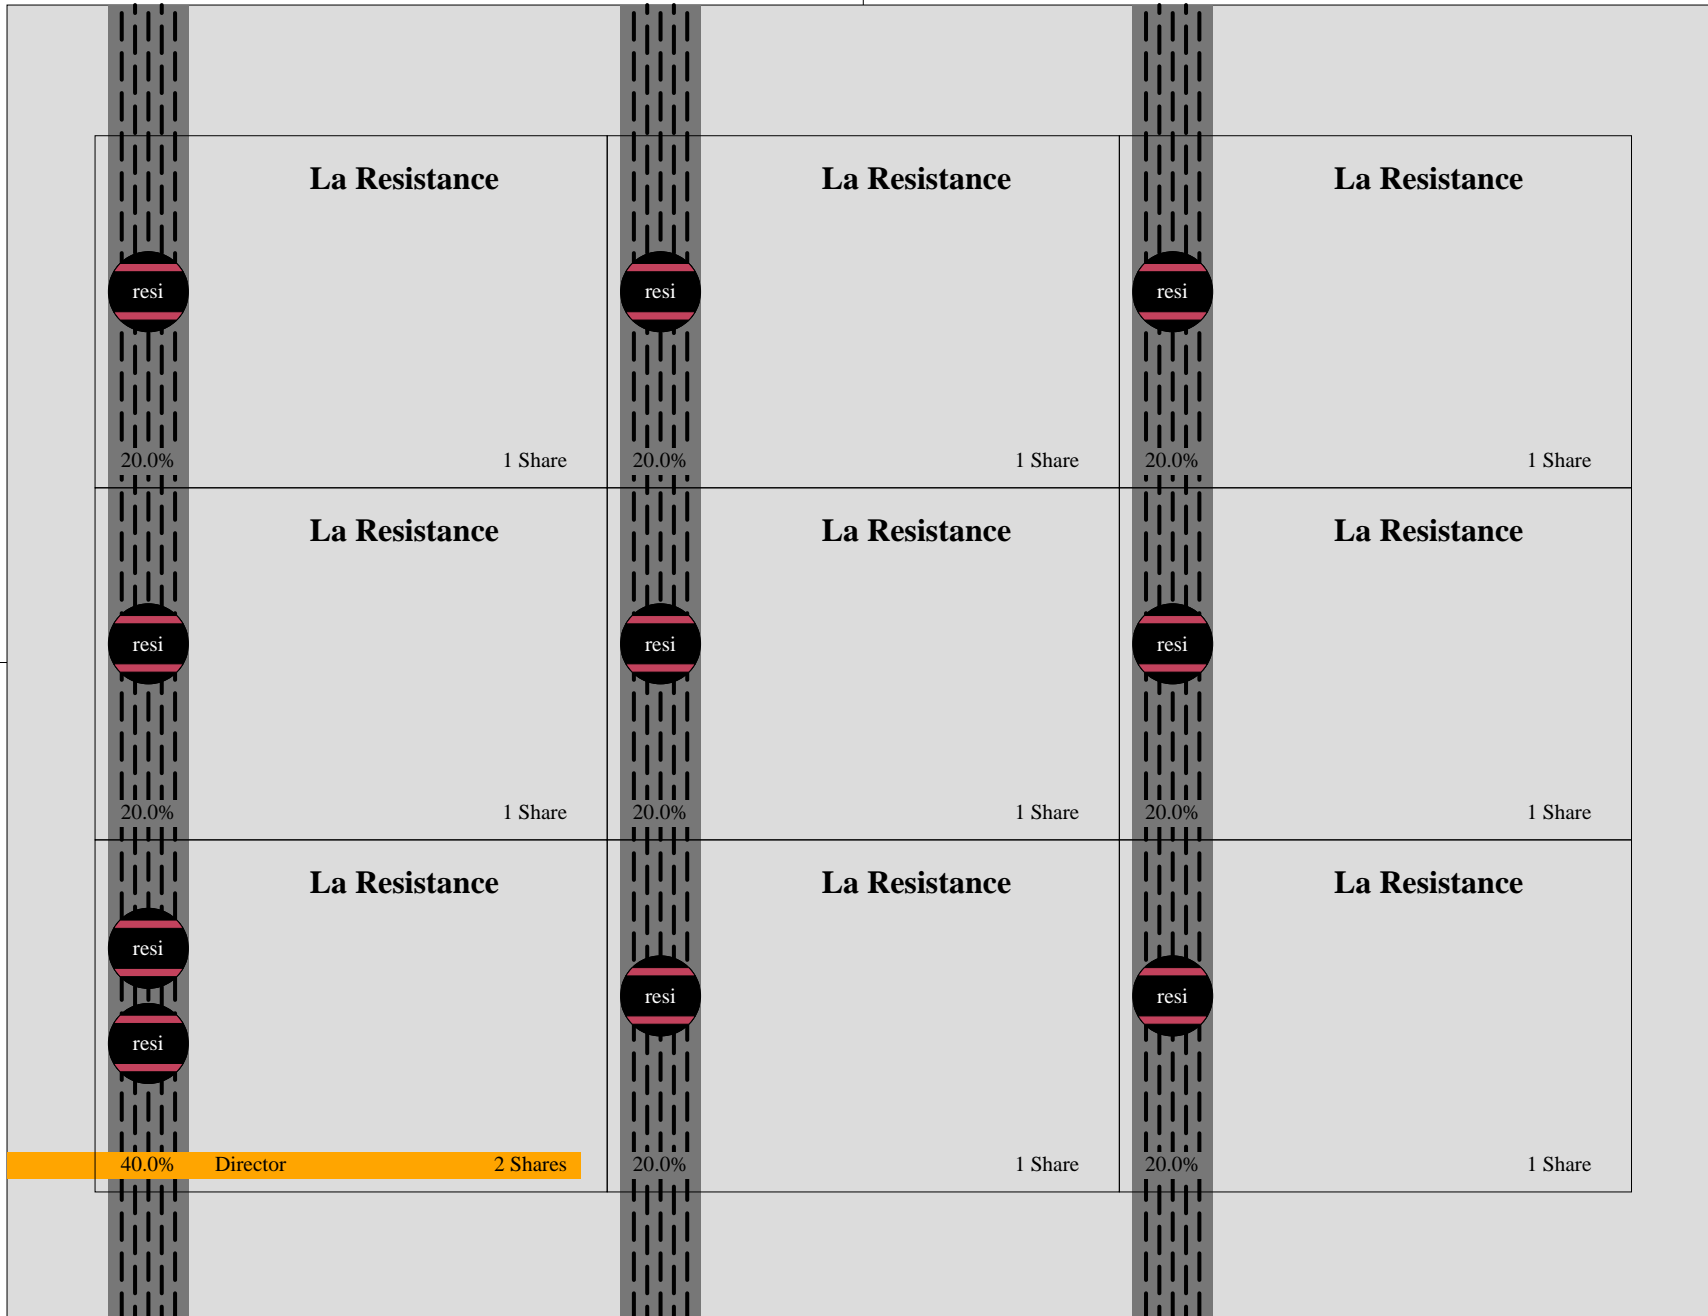 La Resistance
La Resistance
La Resistance
resi
resi
resi
20.0%
1 Share
20.0%
1 Share
20.0%
1 Share
La Resistance
La Resistance
La Resistance
resi
resi
resi
20.0%
1 Share
20.0%
1 Share
20.0%
1 Share
La Resistance
La Resistance
La Resistance
resi
resi
resi
resi
40.0%
Director
2 Shares
20.0%
1 Share
20.0%
1 Share